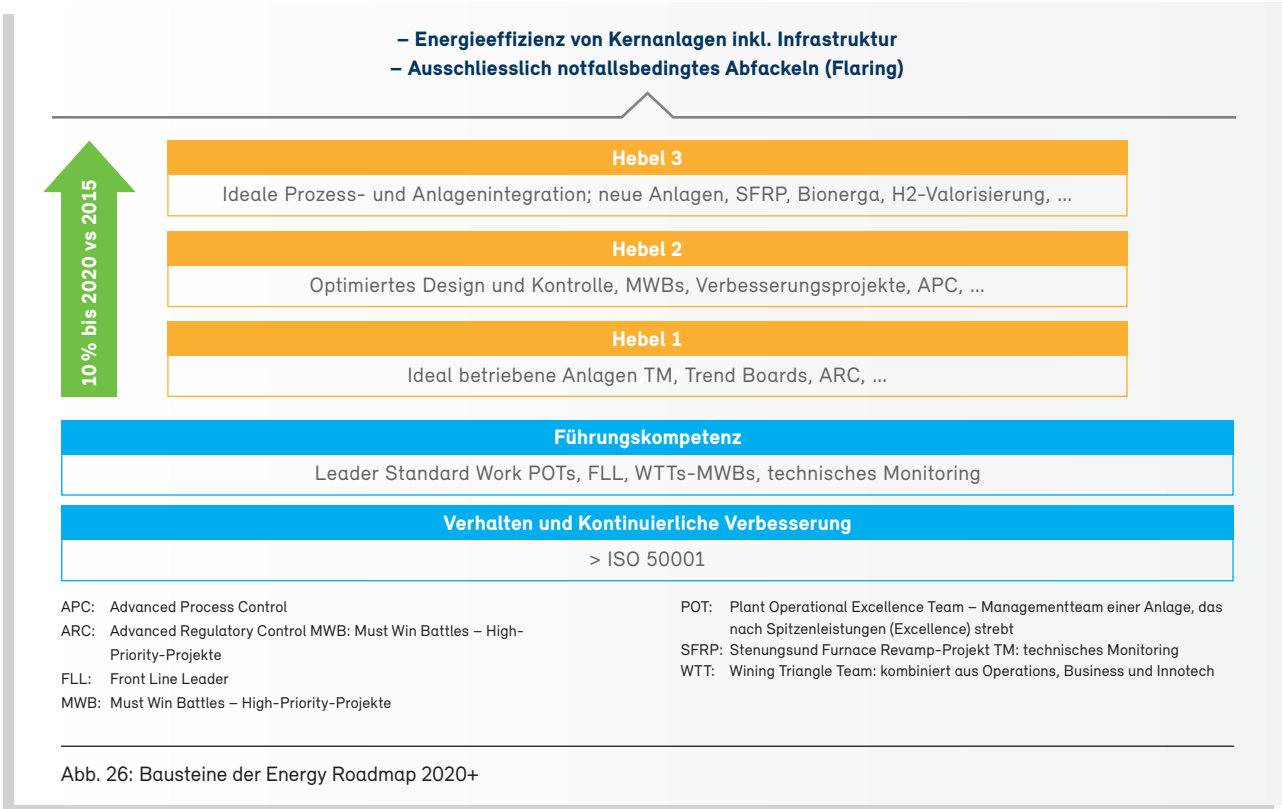 – Energieeffizienz von Kernanlagen inkl. Infrastruktur
– Ausschliesslich notfallsbedingtes Abfackeln (Flaring)
10 % bis 2020 vs 2015
Hebel 3
Ideale Prozess- und Anlagenintegration; neue Anlagen, SFRP, Bionerga, H2-Valorisierung, ...
Hebel 2
Optimiertes Design und Kontrolle, MWBs, Verbesserungsprojekte, APC, ...
Hebel 1
Ideal betriebene Anlagen TM, Trend Boards, ARC, ...
Führungskompetenz
Leader Standard Work POTs, FLL, WTTs-MWBs, technisches Monitoring
Verhalten und Kontinuierliche Verbesserung
> ISO 50001
APC: Advanced Process Control
ARC: Advanced Regulatory Control MWB: Must Win Battles – High-
Priority-Projekte
FLL: Front Line Leader
MWB: Must Win Battles – High-Priority-Projekte
POT: Plant Operational Excellence Team – Managementteam einer Anlage, das
nach Spitzenleistungen (Excellence) strebt
SFRP: Stenungsund Furnace Revamp-Projekt TM: technisches Monitoring
WTT: Wining Triangle Team: kombiniert aus Operations, Business und Innotech
Abb. 26: Bausteine der Energy Roadmap 2020+